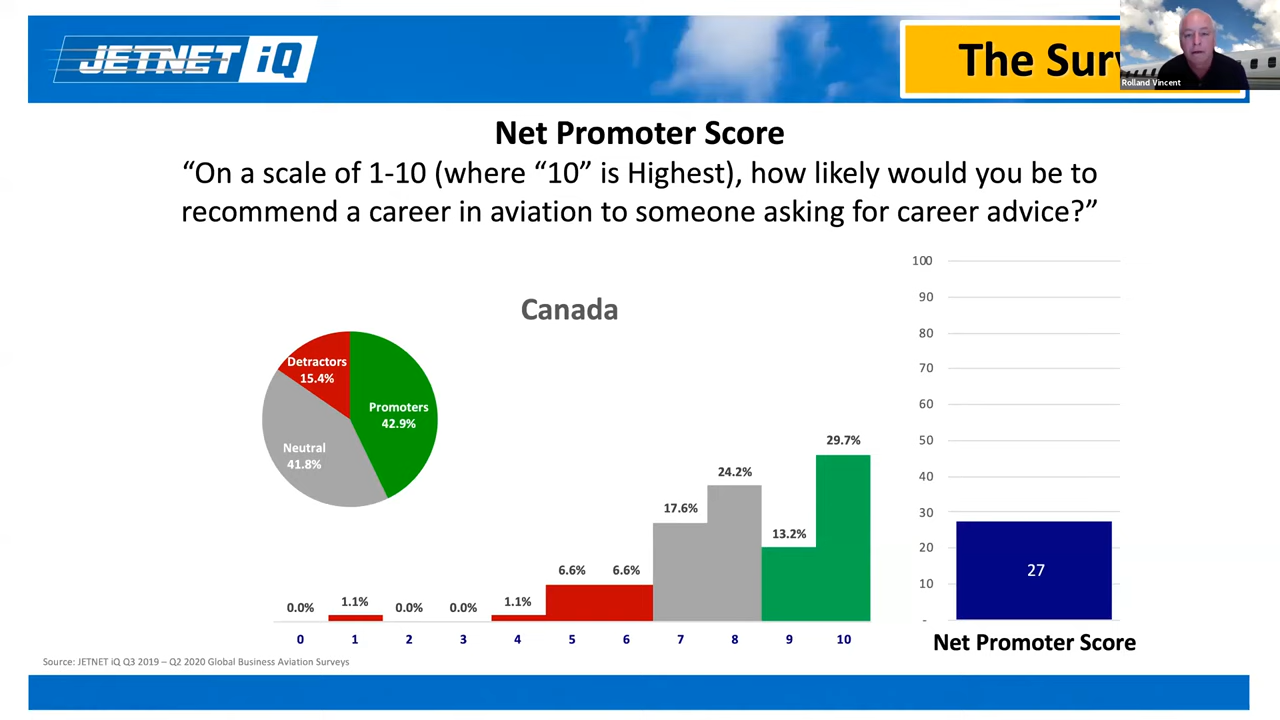 JETNET iQ
The Sur
Rolland Vincent
Net Promoter Score
“On a scale of 1-10 (where “10” is Highest), how likely would you be to
recommend a career in aviation to someone asking for career advice?”
Canada
Detractors
15.4%
Promoters
42.9%
Neutral
41.8%
0.0%
1.1%
0.0%
0.0%
1.1%
6.6%
6.6%
17.6%
24.2%
13.2%
29.7%
0 1 2 3 4 5 6 7 8 9 10
100
90
80
70
60
50
40
30
20
10
-
27
Net Promoter Score
Source: JETNET iQ Q3 2019 – Q2 2020 Global Business Aviation Surveys